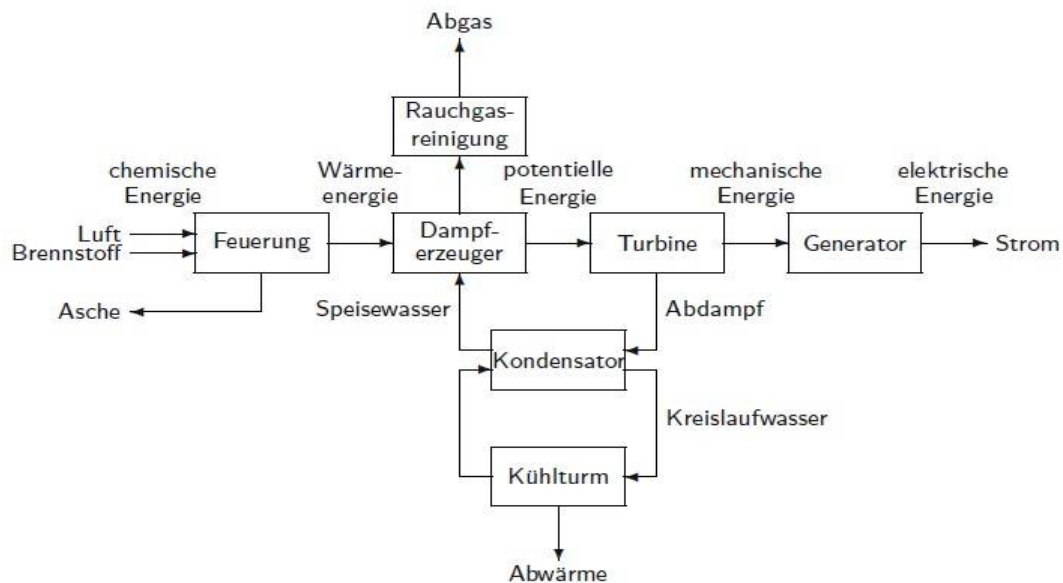 Abgas
Rauchgas-
reinigung
chemische
Energie
Wärme-
energie
potentielle
Energie
mechanische
Energie
elektrische
Energie
Luft
Brennstoff
Feuerung
Dampf-
erzeuger
Turbine
Generator
Strom
Asche
Speisewasser
Abdampf
Kondensator
Kreislaufwasser
Kühlturm
Abwärme